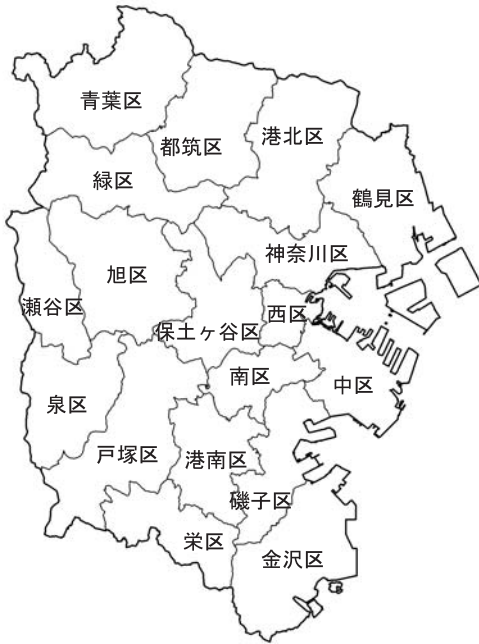 青葉区
都筑区
港北区
緑区
鶴見区
神奈川区
旭区
瀬谷区
保土ヶ谷区
西区
南区
中区
泉区
戸塚区
港南区
磯子区
栄区
金沢区